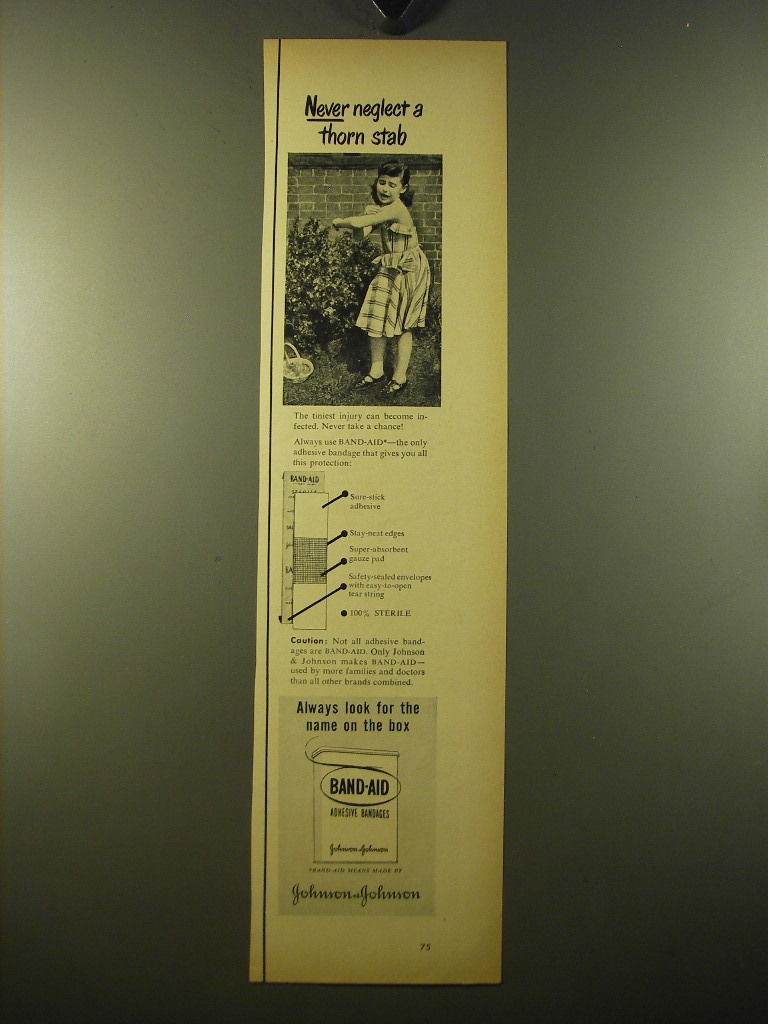 Never neglect a
thorn stab
The tiniest injury can become in-
fected. Never take a chance!
Always use BAND-AID*—the only
adhesive bandage that gives you all
this protection:
BAND-AID
Sure-stick
adhesive
Stay-neat edges
Super-absorbent
gauze pad
Safety-sealed envelopes
with easy-to-open
tear string
100% STERILE
Caution: Not all adhesive band-
ages are BAND-AID. Only Johnson
& Johnson makes BAND-AID—
used by more families and doctors
than all other brands combined.
Always look for the
name on the box
BAND-AID
ADHESIVE BANDAGES
Johnson & Johnson
*BAND-AID MEANS MADE BY
Johnson & Johnson
75